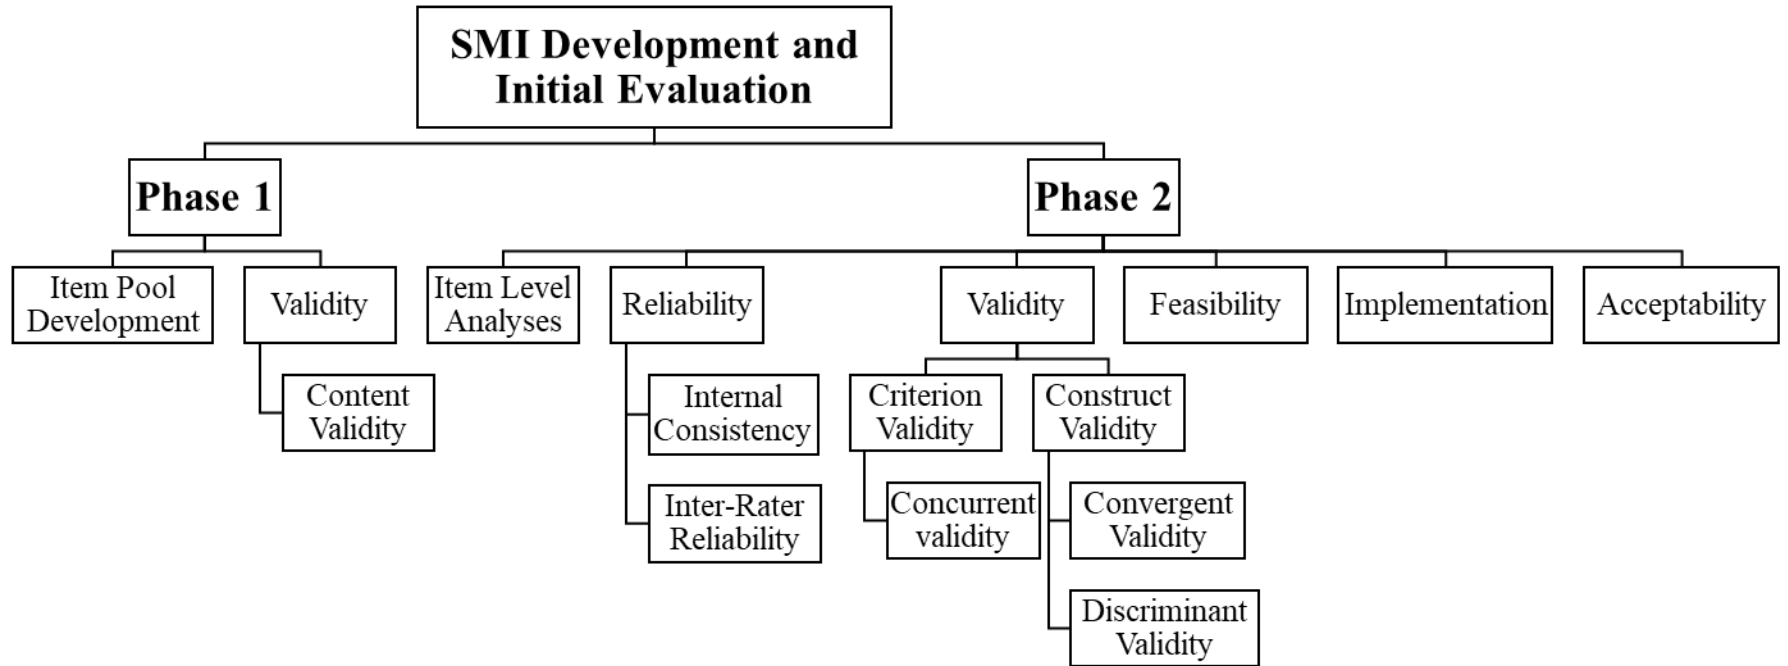 SMI Development and
Initial Evaluation
Phase 1
Phase 2
Item Pool
Development
Validity
Item Level
Analyses
Reliability
Validity
Feasibility
Implementation
Acceptability
Content
Validity
Internal
Consistency
Criterion
Validity
Construct
Validity
Inter-Rater
Reliability
Concurrent
validity
Convergent
Validity
Discriminant
Validity